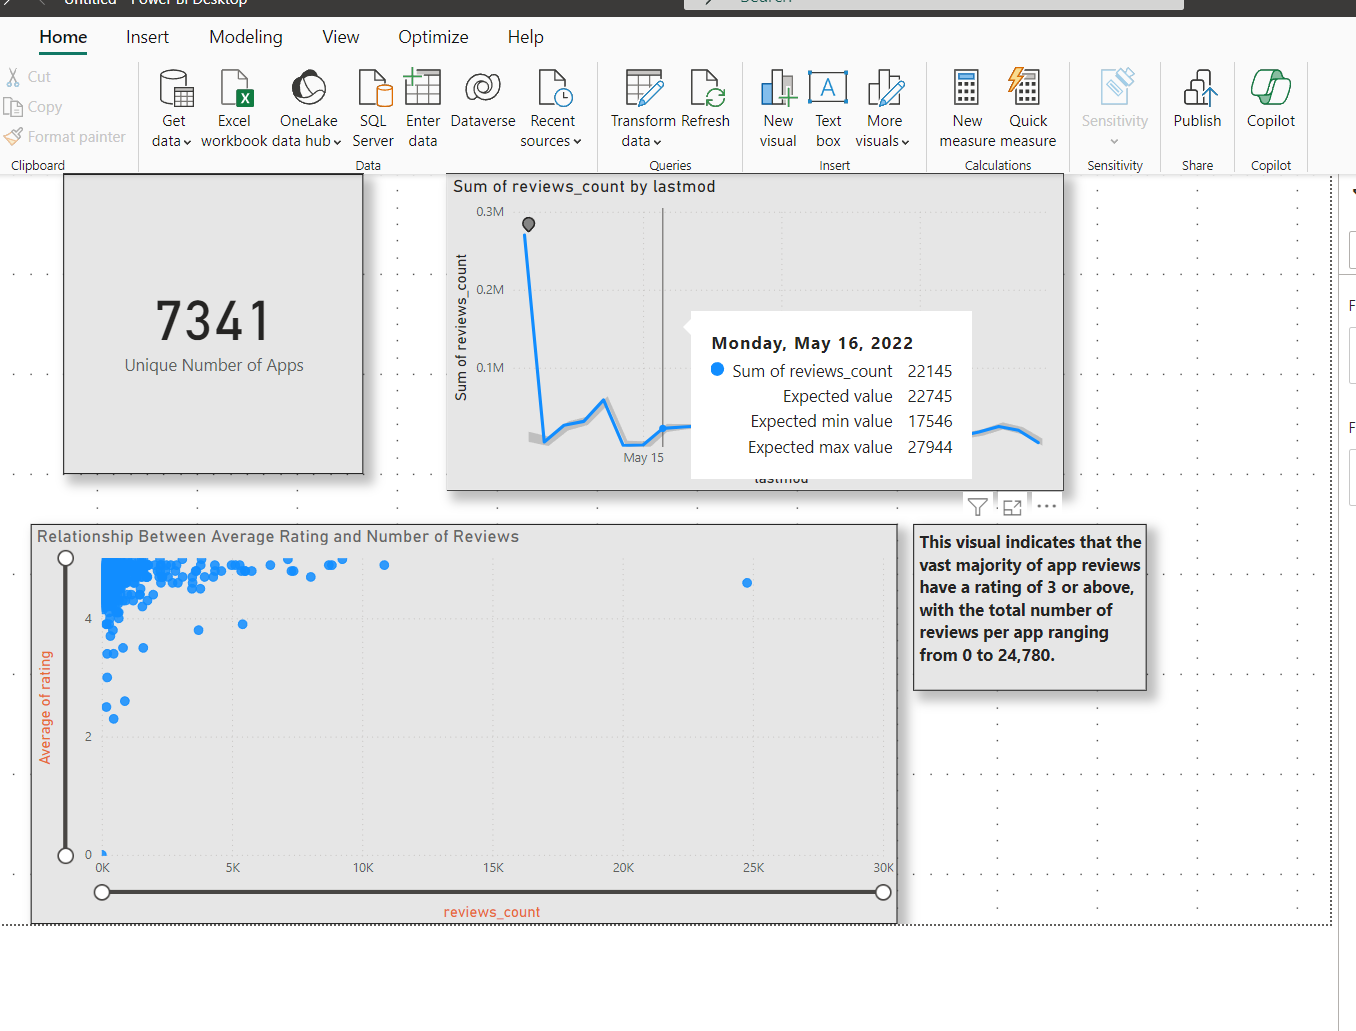 Untitled - Power BI Desktop
Search
Home Insert Modeling View Optimize Help
Cut
Copy
Format painter
Clipboard
Get data
Excel workbook
OneLake data hub
SQL Server
Enter data
Dataverse
Recent sources
Data
Transform data
Refresh
Queries
New visual
Text box
More visuals
Insert
New measure
Quick measure
Calculations
Sensitivity
Sensitivity
Publish
Share
Copilot
Copilot
7341
Unique Number of Apps
Sum of reviews_count by lastmod
Sum of reviews_count
0.3M
0.2M
0.1M
May 15
lastmod
Monday, May 16, 2022
Sum of reviews_count 22145
Expected value 22745
Expected min value 17546
Expected max value 27944
Relationship Between Average Rating and Number of Reviews
Average of rating
4
2
0
0K 5K 10K 15K 20K 25K 30K
reviews_count
This visual indicates that the
vast majority of app reviews
have a rating of 3 or above,
with the total number of
reviews per app ranging
from 0 to 24,780.
F
F